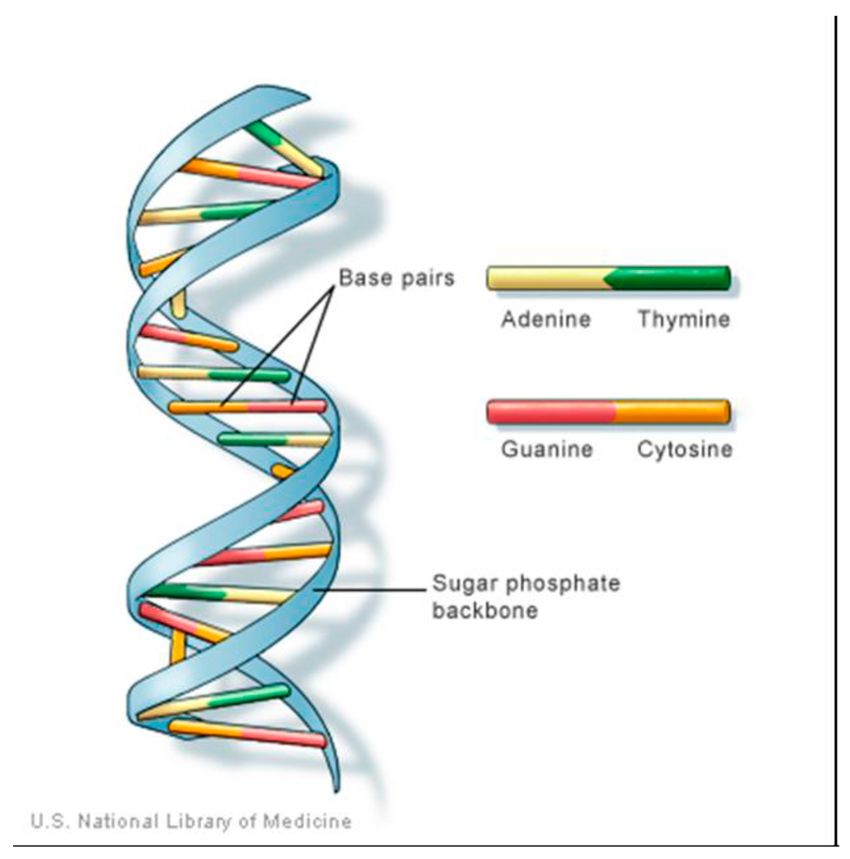 Base pairs
Adenine Thymine
Guanine Cytosine
Sugar phosphate
backbone
U.S. National Library of Medicine